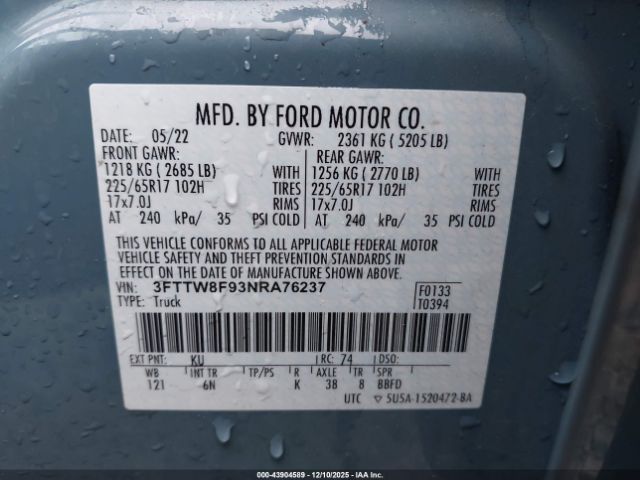 MFD. BY FORD MOTOR CO.
DATE: 05/22 GVWR: 2361 KG ( 5205 LB)
FRONT GAWR: REAR GAWR:
1218 KG ( 2685 LB) WITH 1256 KG ( 2770 LB) WITH
225/65R17 102H TIRES 225/65R17 102H TIRES
17x7.0J RIMS 17x7.0J RIMS
AT 240 kPa/ 35 PSI COLD AT 240 kPa/ 35 PSI COLD
THIS VEHICLE CONFORMS TO ALL APPLICABLE FEDERAL MOTOR
VEHICLE SAFETY AND THEFT PREVENTION STANDARDS IN
EFFECT ON THE DATE OF MANUFACTURE SHOWN ABOVE.
VIN: 3FTTW8F93NRA76237 F0133
TYPE: Truck T0394
EXT PNT: KU RC: 74 DSO:
WB INT TR TP/PS R AXLE TR SPR
121 6N K 38 8 BBFD
UTC ▽ 5U5A-1520472-BA
000-43904589 - 12/10/2025 - IAAI.COM